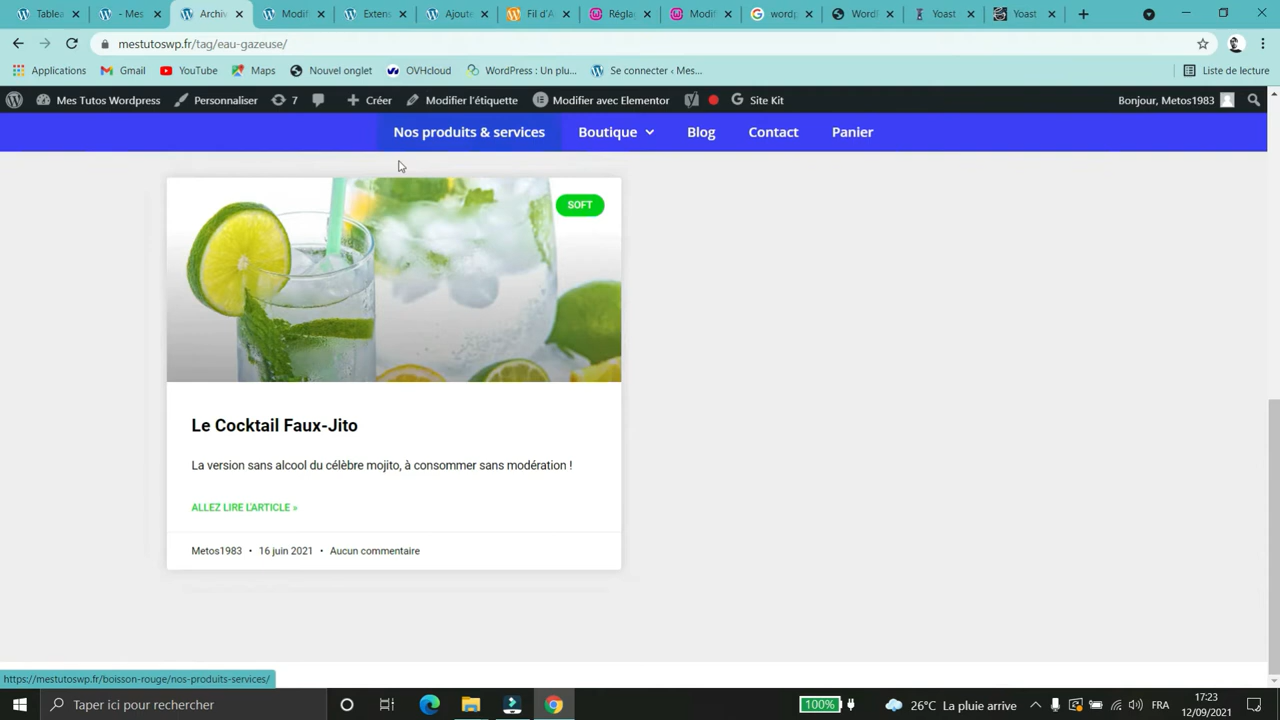 Tablea
- Mes
Archiv
Modifi
Extens
Ajoute
Fil d'A
Réglag
Modifi
wordp
WordP
Yoast
Yoast
mestutoswp.fr/tag/eau-gazeuse/
Applications
Gmail
YouTube
Maps
Nouvel onglet
OVHcloud
WordPress : Un plu...
Se connecter ‹ Mes...
Liste de lecture
Mes Tutos Wordpress
Personnaliser
7
Créer
Modifier l'étiquette
Modifier avec Elementor
Site Kit
Bonjour, Metos1983
Nos produits & services
Boutique
Blog
Contact
Panier
SOFT
Le Cocktail Faux-Jito
La version sans alcool du célèbre mojito, à consommer sans modération !
ALLEZ LIRE L'ARTICLE »
Metos1983 • 16 juin 2021 • Aucun commentaire
https://mestutoswp.fr/boisson-rouge/nos-produits-services/
Taper ici pour rechercher
100%
26°C La pluie arrive
FRA
17:23
12/09/2021